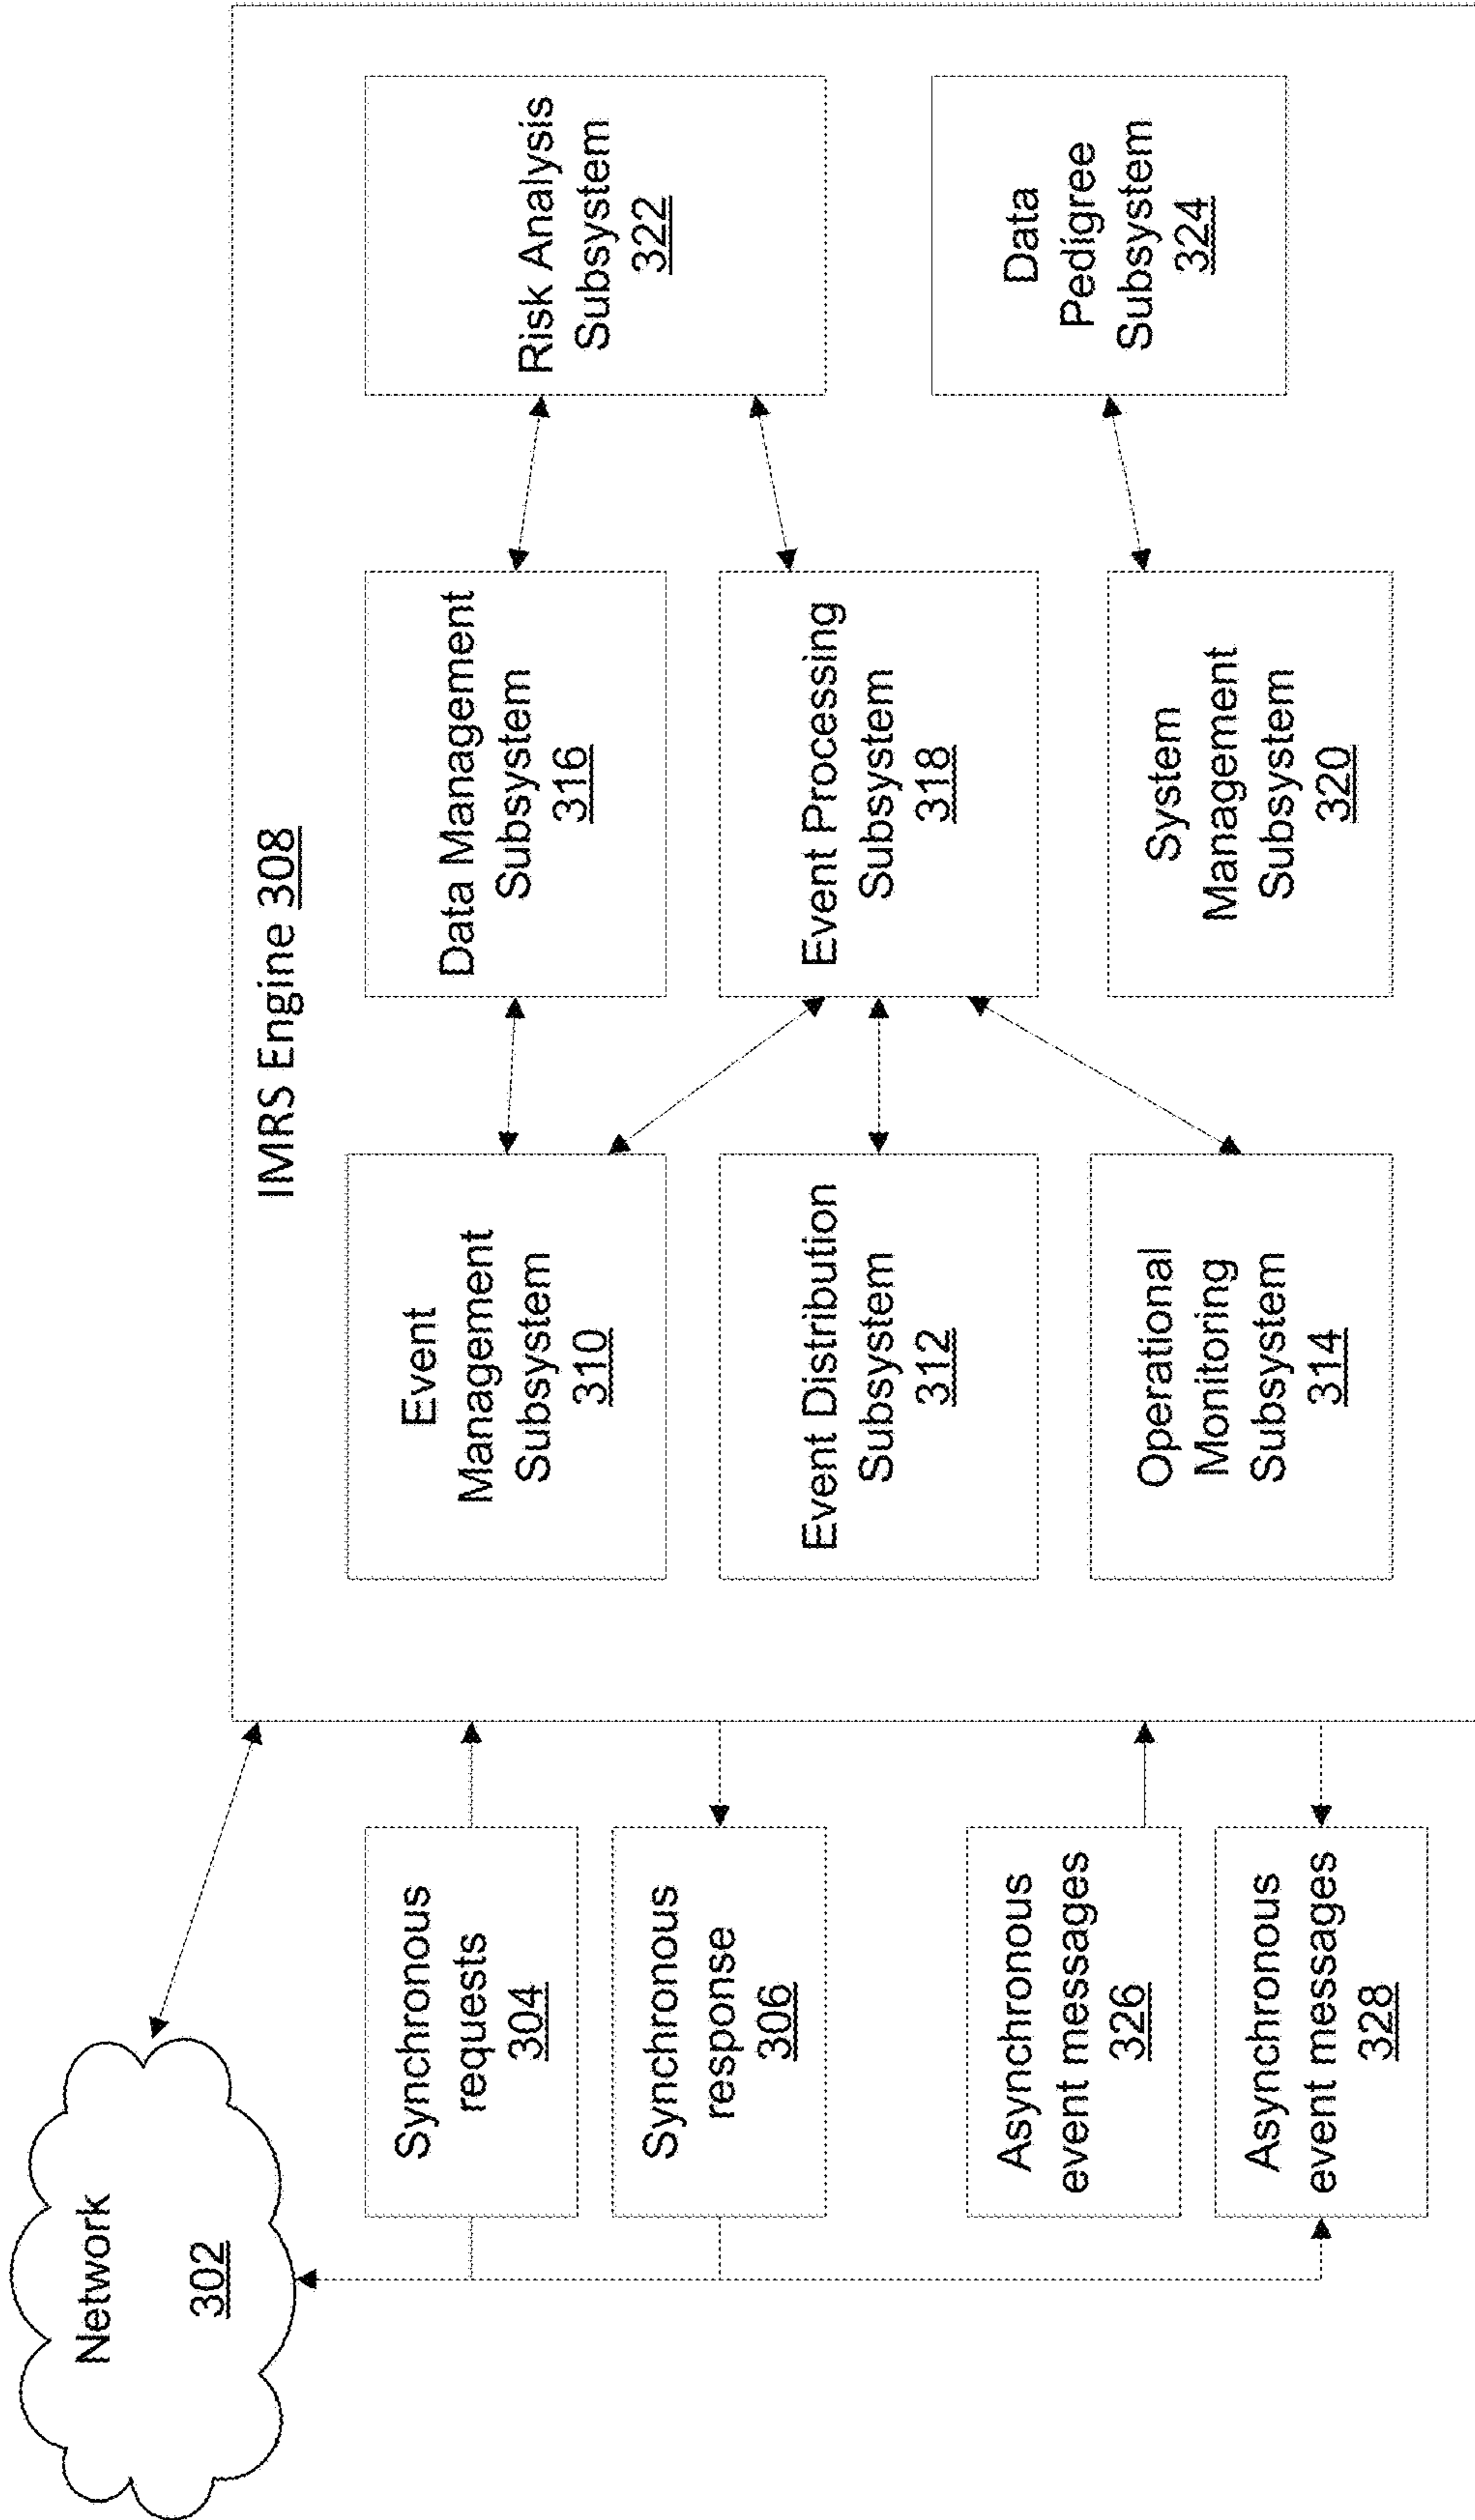 Network
302
IMRS Engine 308
Synchronous
requests
304
Synchronous
response
306
Asynchronous
event messages
326
Asynchronous
event messages
328
Event
Management
Subsystem
310
Event Distribution
Subsystem
312
Operational
Monitoring
Subsystem
314
Data Management
Subsystem
316
Event Processing
Subsystem
318
System
Management
Subsystem
320
Risk Analysis
Subsystem
322
Data
Pedigree
Subsystem
324